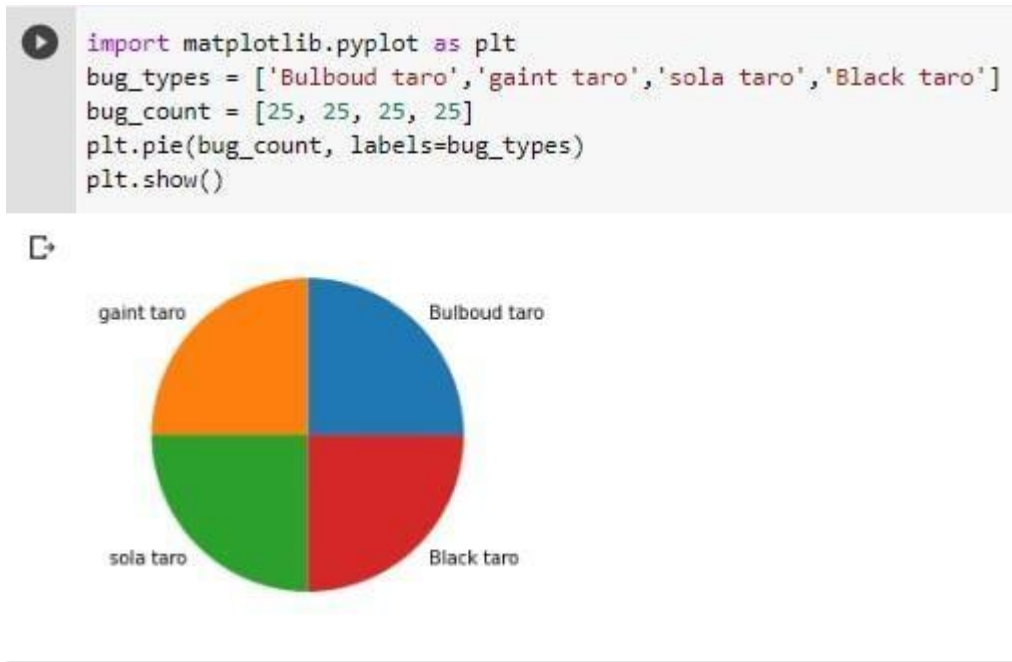 import matplotlib.pyplot as plt
bug_types = ['Bulboud taro','gaint taro','sola taro','Black taro']
bug_count = [25, 25, 25, 25]
plt.pie(bug_count, labels=bug_types)
plt.show()
gaint taro
Bulboud taro
sola taro
Black taro